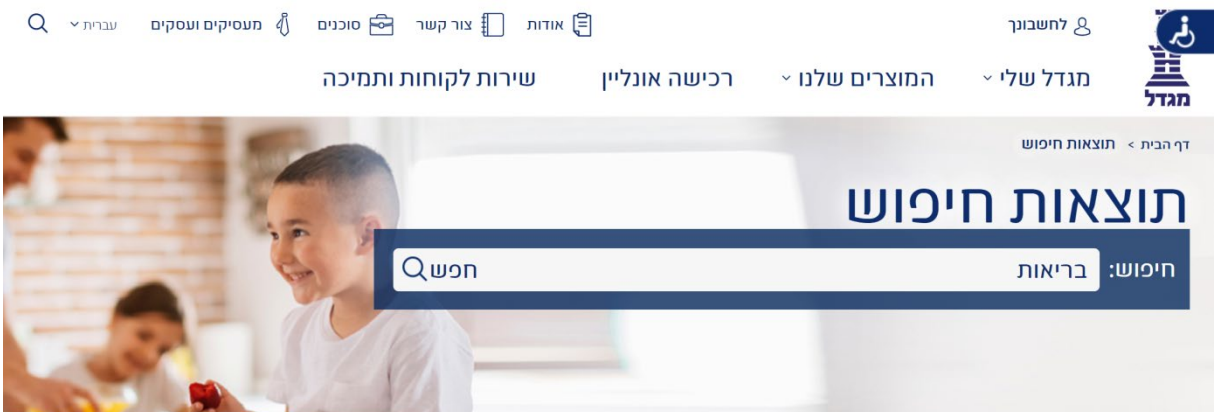 לחשבונך אודות צור קשר סוכנים מעסיקים ועסקים עברית
מגדל
מגדל שלי המוצרים שלנו רכישה אונליין שירות לקוחות ותמיכה
דף הבית > תוצאות חיפוש
תוצאות חיפוש
חיפוש: בריאות חפש